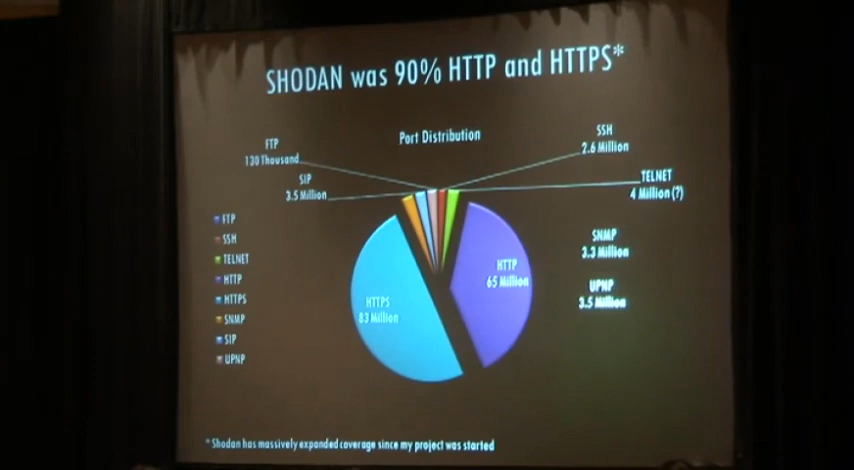 SHODAN was 90% HTTP and HTTPS*
Port Distribution
FTP
130 Thousand
SSH
2.6 Million
SIP
3.5 Million
TELNET
4 Million(?)
FTP
SSH
TELNET
HTTP
HTTPS
SNMP
SIP
UPNP
HTTPS
83 Million
HTTP
65 Million
SNMP
3.3 Million
UPNP
3.5 Million
* Shodan has massively expanded coverage since my project was started